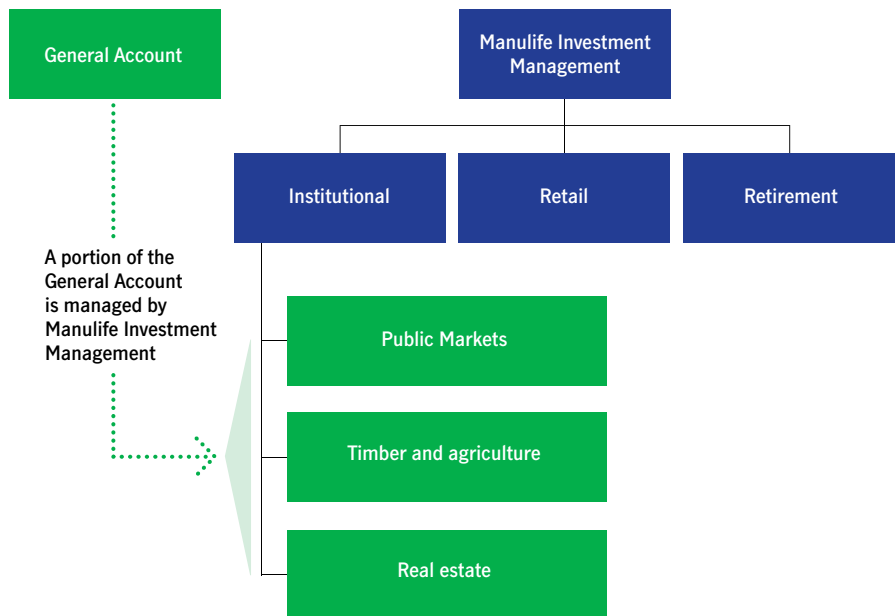 General Account
Manulife Investment
Management
Institutional
Retail
Retirement
A portion of the
General Account
is managed by
Manulife Investment
Management
Public Markets
Timber and agriculture
Real estate